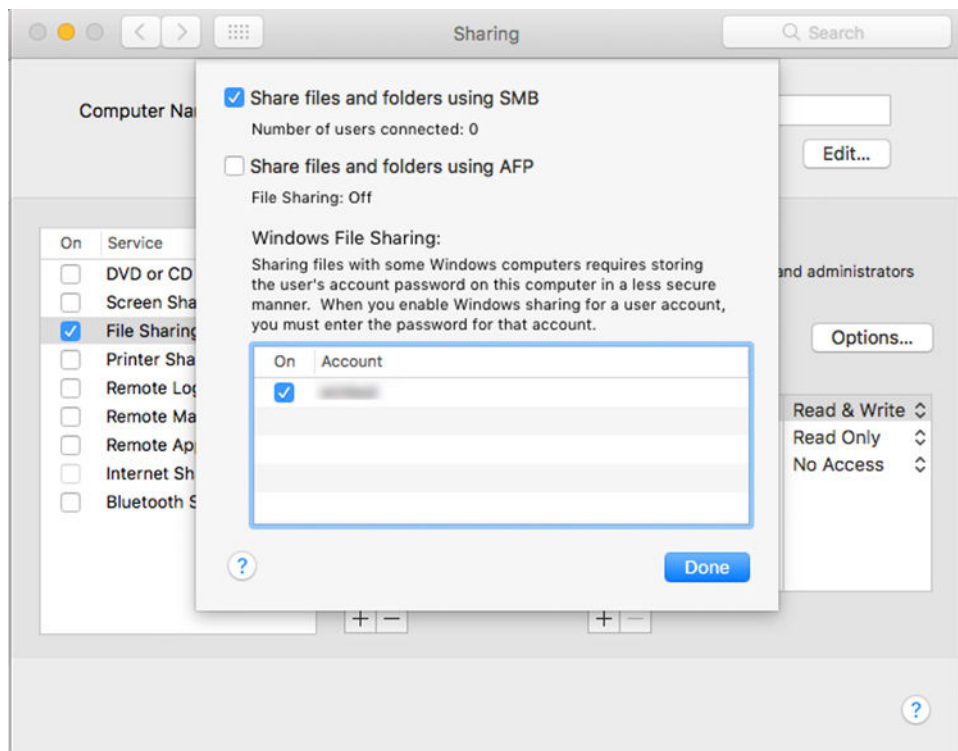 Sharing
Search
Computer Na
Edit...
Share files and folders using SMB
Number of users connected: 0
Share files and folders using AFP
File Sharing: Off
Windows File Sharing:
Sharing files with some Windows computers requires storing
the user's account password on this computer in a less secure
manner. When you enable Windows sharing for a user account,
you must enter the password for that account.
On Account
Done
?
On Service
DVD or CD
Screen Sha
File Sharing
Printer Sha
Remote Log
Remote Ma
Remote Ap
Internet Sh
Bluetooth S
and administrators
Options...
Read & Write
Read Only
No Access
+ −
+ −
?